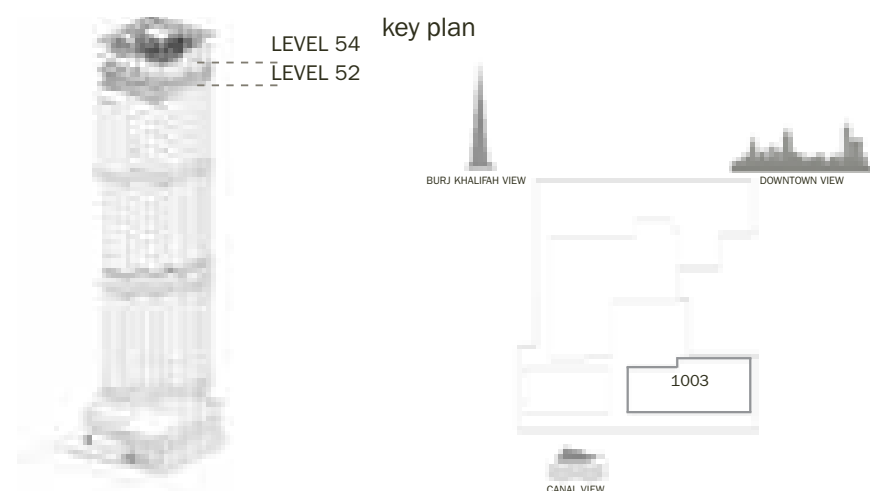 key plan
LEVEL 54
LEVEL 52
BURJ KHALIFAH VIEW
DOWNTOWN VIEW
1003
CANAL VIEW